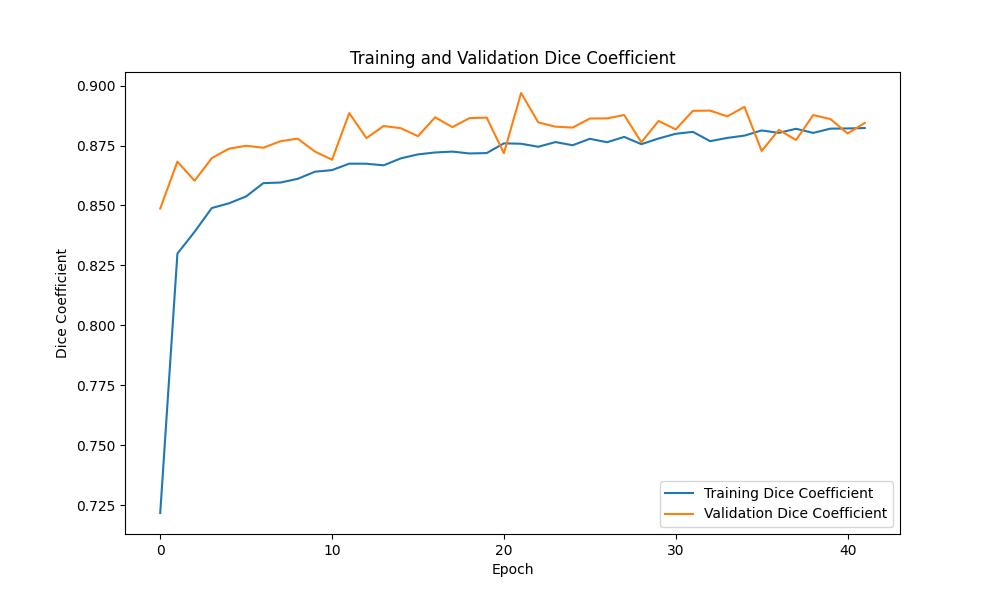 Training and Validation Dice Coefficient
0.900
0.875
0.850
0.825
0.800
0.775
0.750
0.725
Dice Coefficient
Training Dice Coefficient
Validation Dice Coefficient
0 10 20 30 40
Epoch